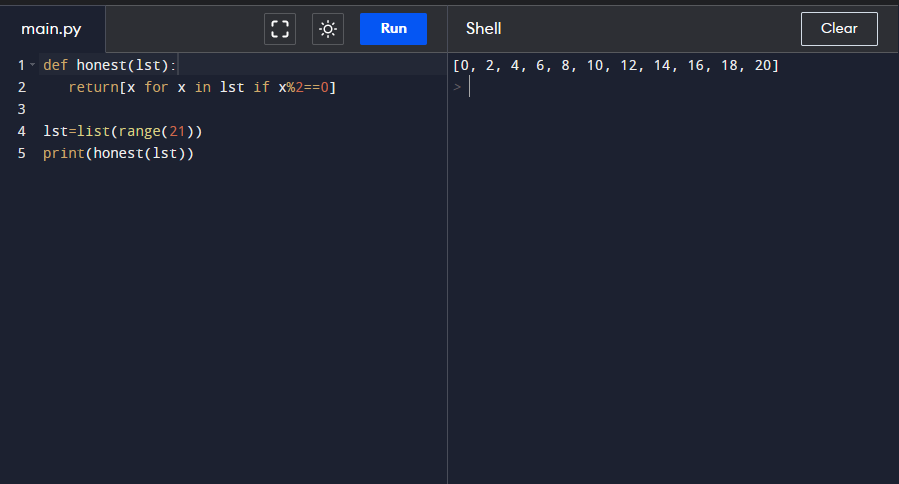 main.py
Run
Shell
Clear
1 def honest(lst):
2    return[x for x in lst if x%2==0]
3
4 lst=list(range(21))
5 print(honest(lst))
[0, 2, 4, 6, 8, 10, 12, 14, 16, 18, 20]
>